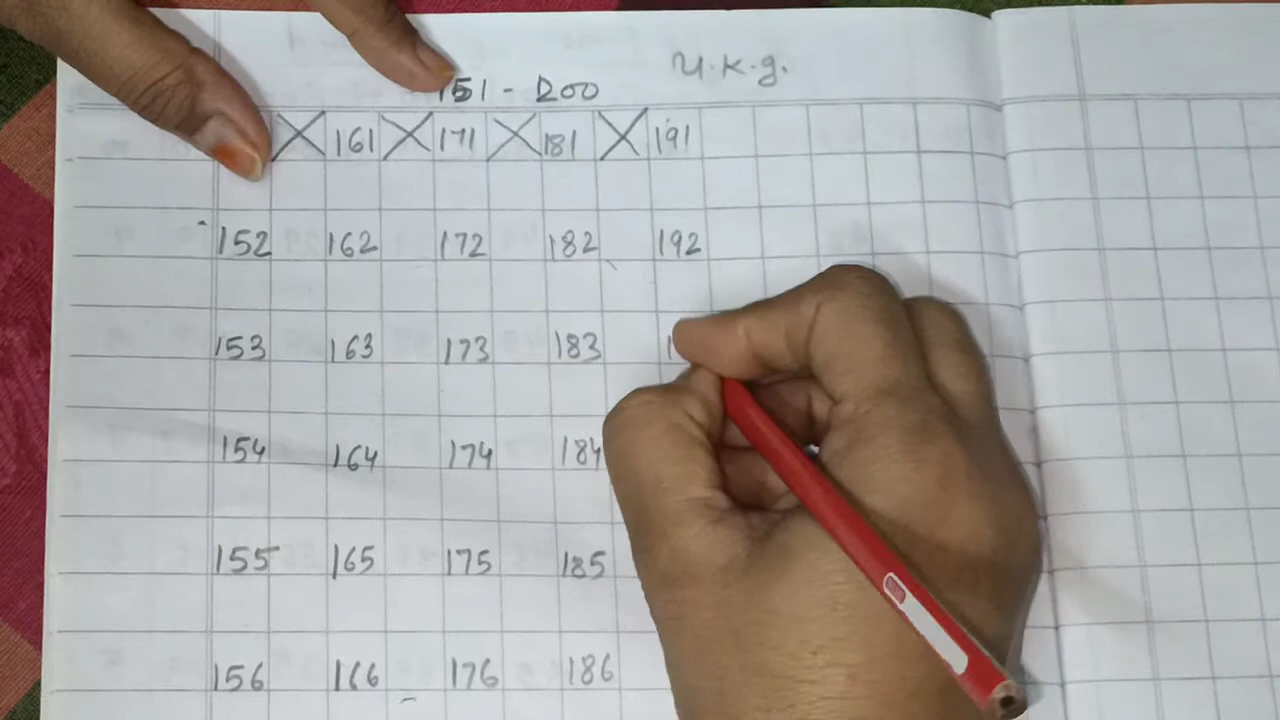 U.K.g.
151 - 200
161 171 181 191
152 162 172 182 192
153 163 173 183 1
154 164 174 184
155 165 175 185
156 166 176 186